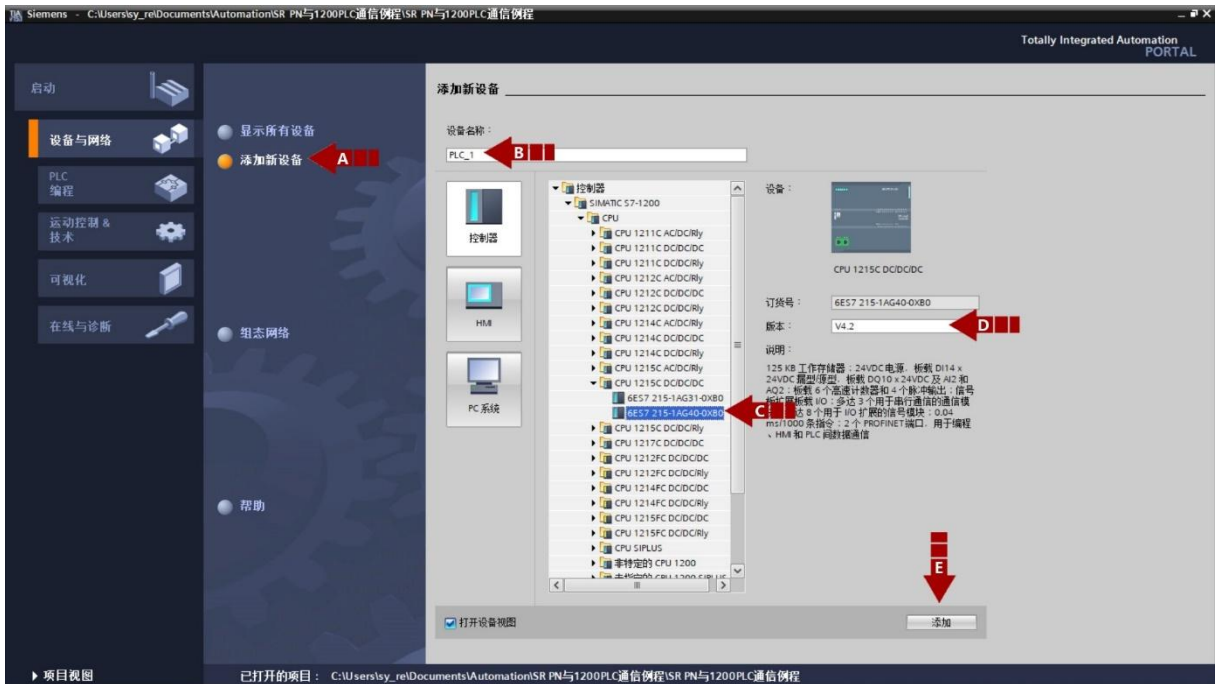 Siemens - C:\Users\sy_re\Documents\Automation\SR PN与1200PLC通信例程\SR PN与1200PLC通信例程
Totally Integrated Automation
PORTAL
启动
设备与网络
PLC
编程
运动控制 &
技术
可视化
在线与诊断
显示所有设备
添加新设备
A
组态网络
帮助
添加新设备
设备名称：
PLC_1
B
控制器
HMI
PC 系统
控制器
SIMATIC S7-1200
CPU
CPU 1211C AC/DC/Rly
CPU 1211C DC/DC/DC
CPU 1211C DC/DC/Rly
CPU 1212C AC/DC/Rly
CPU 1212C DC/DC/DC
CPU 1212C DC/DC/Rly
CPU 1214C AC/DC/Rly
CPU 1214C DC/DC/DC
CPU 1214C DC/DC/Rly
CPU 1215C AC/DC/Rly
CPU 1215C DC/DC/DC
6ES7 215-1AG31-0XB0
6ES7 215-1AG40-0XB0
C
CPU 1215C DC/DC/Rly
CPU 1217C DC/DC/DC
CPU 1212FC DC/DC/DC
CPU 1212FC DC/DC/Rly
CPU 1214FC DC/DC/DC
CPU 1214FC DC/DC/Rly
CPU 1215FC DC/DC/DC
CPU 1215FC DC/DC/Rly
CPU SIPLUS
非特定的 CPU 1200
设备：
CPU 1215C DC/DC/DC
订货号：
6ES7 215-1AG40-0XB0
版本：
V4.2
D
说明：
125 KB 工作存储器；24VDC 电源，板载 DI14 x
24VDC 漏型/源型，板载 DQ10 x 24VDC 及 AI2 和
AQ2；板载 6 个高速计数器和 4 个脉冲输出；信号
板扩展板载 I/O；多达 3 个用于串行通信的通信模
达 8 个用于 I/O 扩展的信号模块；0.04
ms/1000 条指令；2 个 PROFINET 端口，用于编程
、HMI 和 PLC 间数据通信
E
打开设备视图
添加
项目视图
已打开的项目： C:\Users\sy_re\Documents\Automation\SR PN与1200PLC通信例程\SR PN与1200PLC通信例程